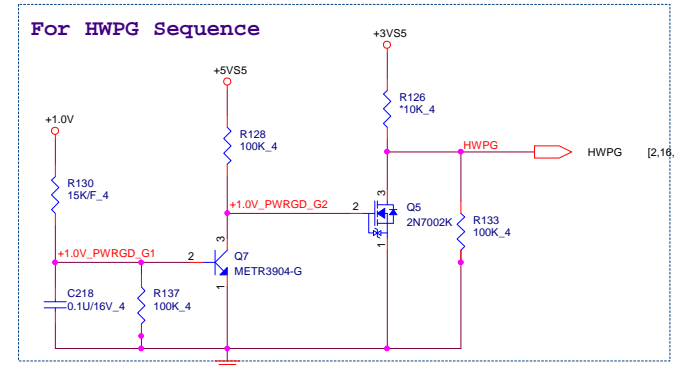 For HWPG Sequence
+3VS5
+5VS5
R126
*10K_4
+1.0V
R128
100K_4
HWPG
HWPG
[2,16,
R130
15K/F_4
3
+1.0V_PWRGD_G2
2
Q5
2N7002K
R133
100K_4
1
3
+1.0V_PWRGD_G1
2
Q7
METR3904-G
1
C218
0.1U/16V_4
R137
100K_4